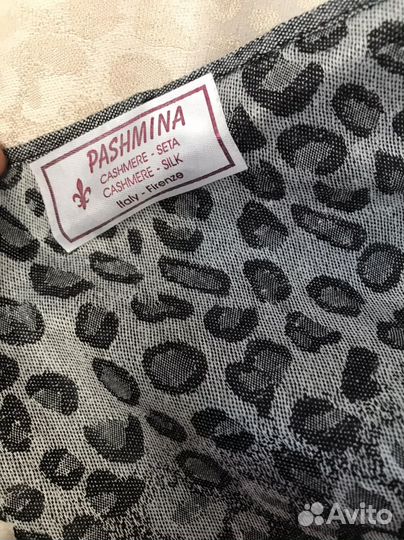 PASHMINA
CASHMERE - SETA
CASHMERE - SILK
Italy - Firenze
Avito